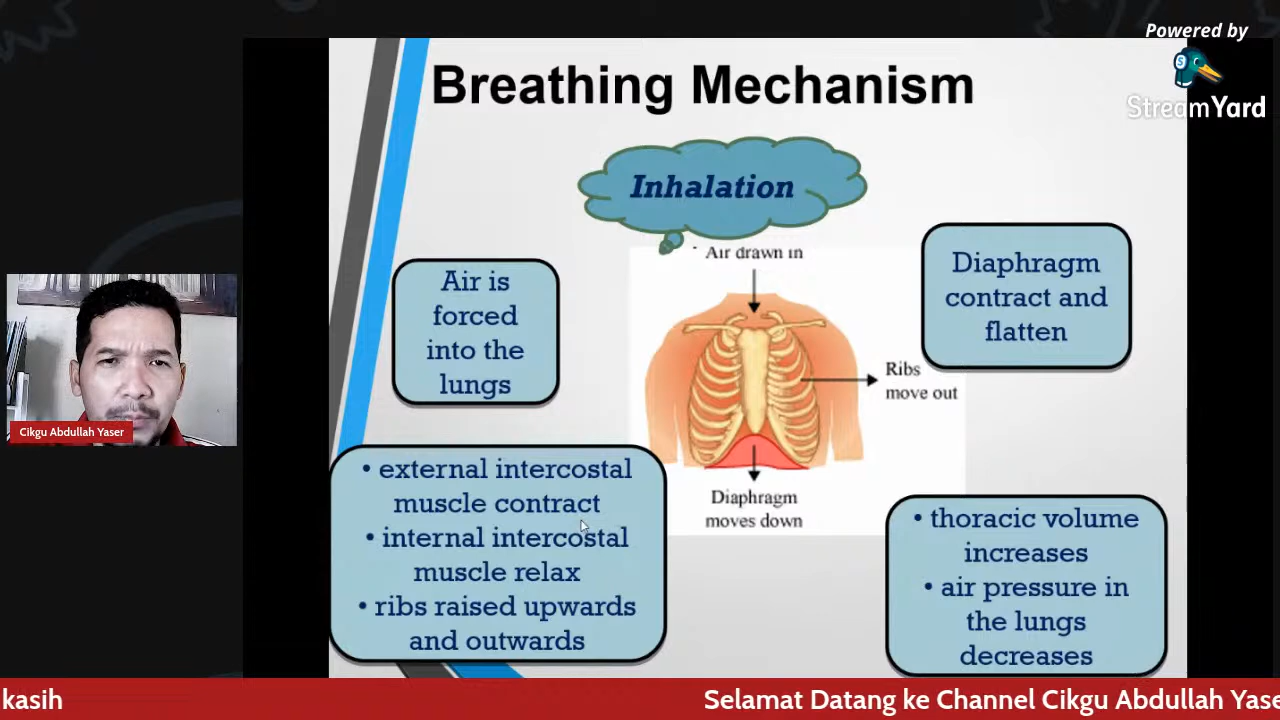 Powered by
StreamYard
Breathing Mechanism
Inhalation
Air drawn in
Air is
forced
into the
lungs
Diaphragm
contract and
flatten
Ribs
move out
Cikgu Abdullah Yaser
• external intercostal
muscle contract
• internal intercostal
muscle relax
• ribs raised upwards
and outwards
Diaphragm
moves down
• thoracic volume
increases
• air pressure in
the lungs
decreases
kasih
Selamat Datang ke Channel Cikgu Abdullah Yase